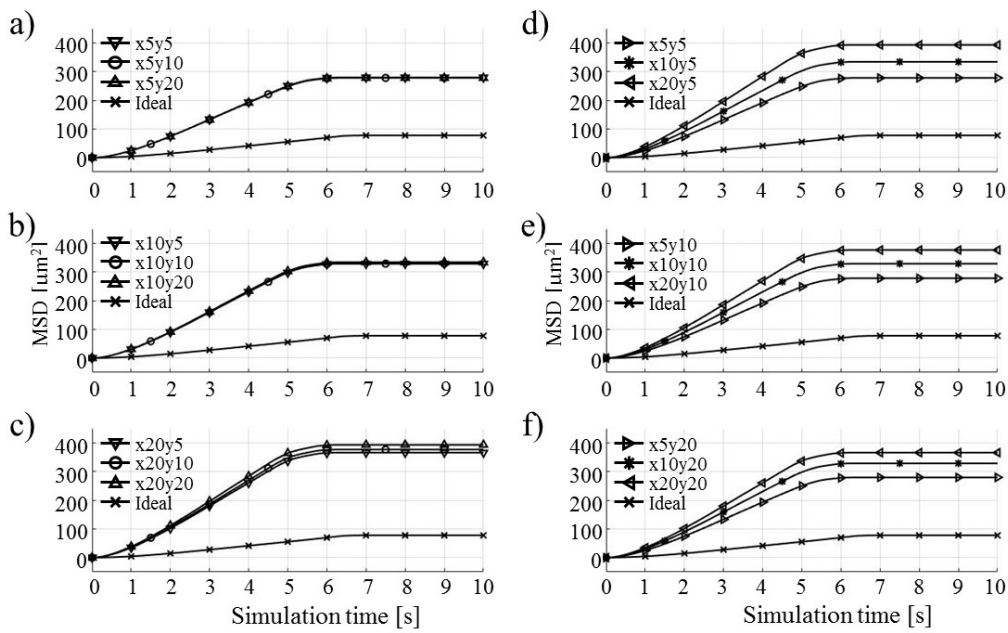 a)
x5y5
x5y10
x5y20
Ideal
400
300
200
100
0
0 1 2 3 4 5 6 7 8 9 10
b)
x10y5
x10y10
x10y20
Ideal
MSD [μm²]
400
300
200
100
0
0 1 2 3 4 5 6 7 8 9 10
c)
x20y5
x20y10
x20y20
Ideal
400
300
200
100
0
0 1 2 3 4 5 6 7 8 9 10
Simulation time [s]
d)
x5y5
x10y5
x20y5
Ideal
400
300
200
100
0
0 1 2 3 4 5 6 7 8 9 10
e)
x5y10
x10y10
x20y10
Ideal
MSD [μm²]
400
300
200
100
0
0 1 2 3 4 5 6 7 8 9 10
f)
x5y20
x10y20
x20y20
Ideal
400
300
200
100
0
0 1 2 3 4 5 6 7 8 9 10
Simulation time [s]